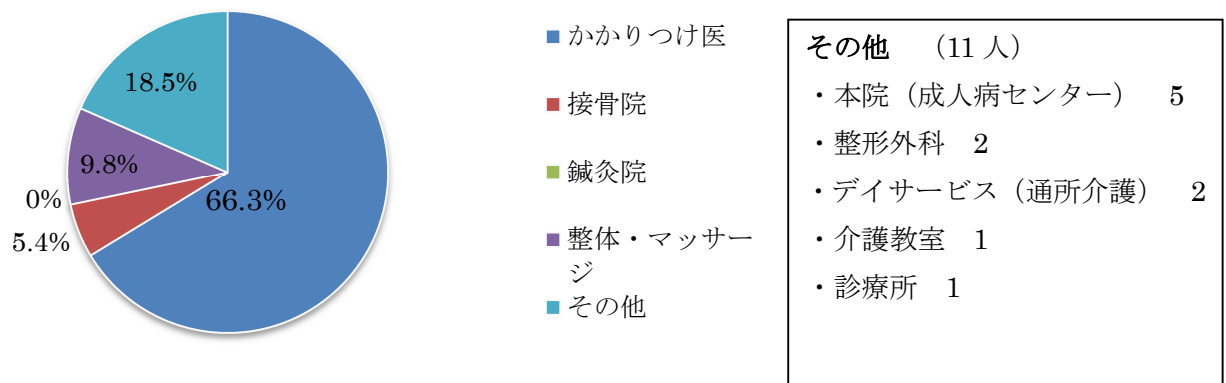 18.5%
9.8%
0%
5.4%
66.3%
かかりつけ医
接骨院
鍼灸院
整体・マッサー
ジ
その他
その他　（11 人）
・本院（成人病センター）　5
・整形外科　2
・デイサービス（通所介護）　2
・介護教室　1
・診療所　1